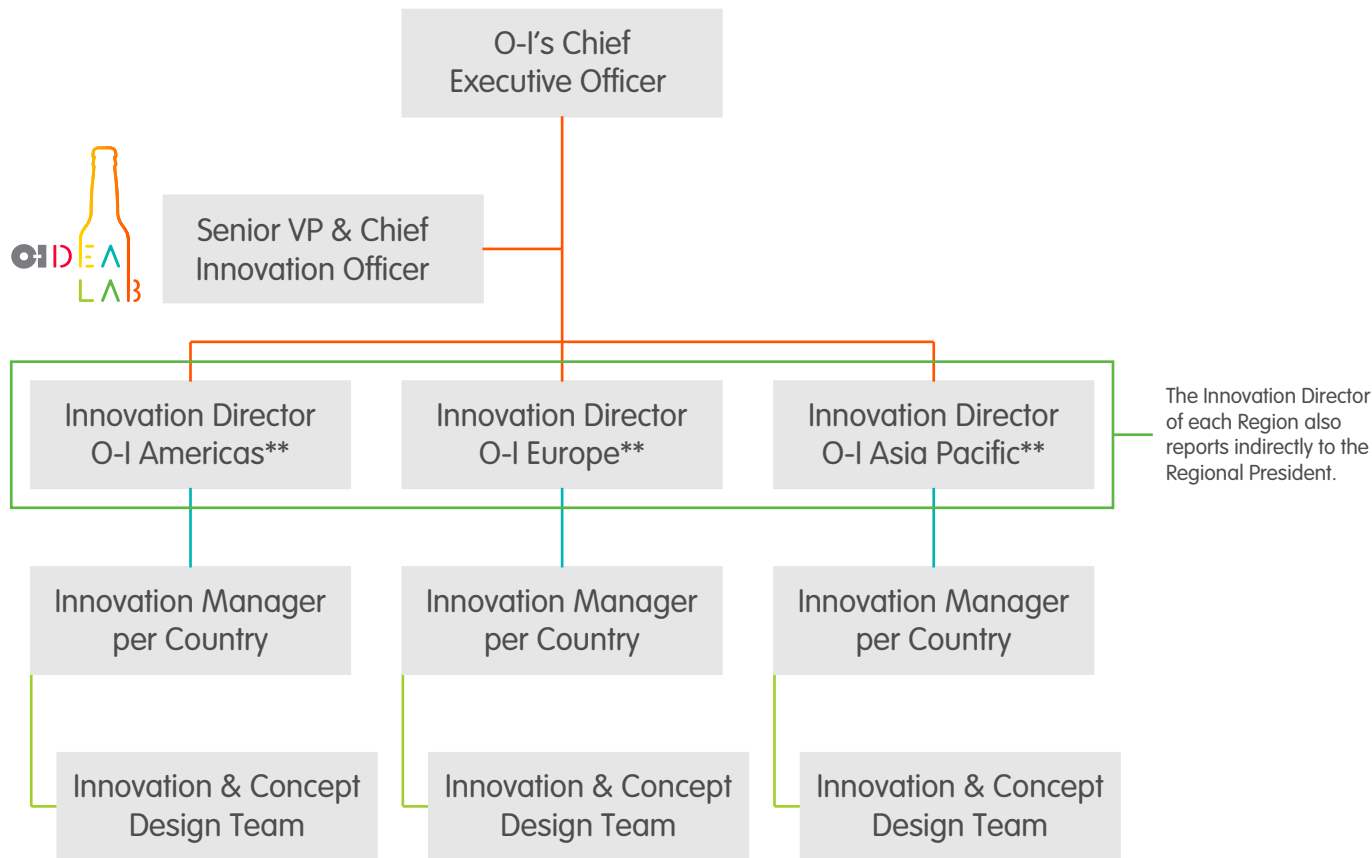 O-I's Chief
Executive Officer
O-I DEA
LAB
Senior VP & Chief
Innovation Officer
Innovation Director
O-I Americas**
Innovation Director
O-I Europe**
Innovation Director
O-I Asia Pacific**
The Innovation Director
of each Region also
reports indirectly to the
Regional President.
Innovation Manager
per Country
Innovation Manager
per Country
Innovation Manager
per Country
Innovation & Concept
Design Team
Innovation & Concept
Design Team
Innovation & Concept
Design Team